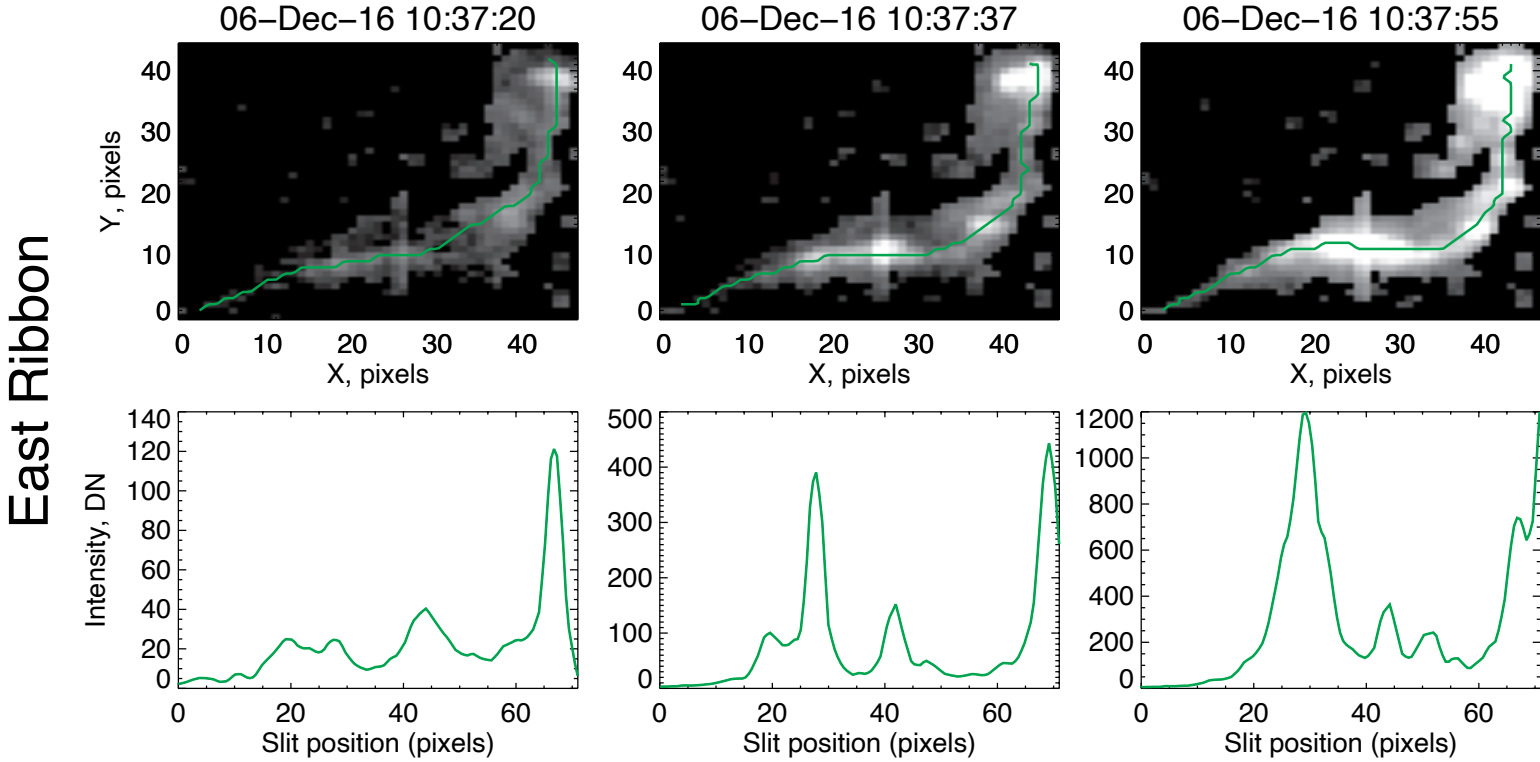 06-Dec-16 10:37:20 06-Dec-16 10:37:37 06-Dec-16 10:37:55
East Ribbon
Y, pixels
40 30 20 10 0
0 10 20 30 40
X, pixels
40 30 20 10 0
0 10 20 30 40
X, pixels
40 30 20 10 0
0 10 20 30 40
X, pixels
Intensity, DN
140 120 100 80 60 40 20 0
0 20 40 60
Slit position (pixels)
500 400 300 200 100 0
0 20 40 60
Slit position (pixels)
1200 1000 800 600 400 200 0
0 20 40 60
Slit position (pixels)